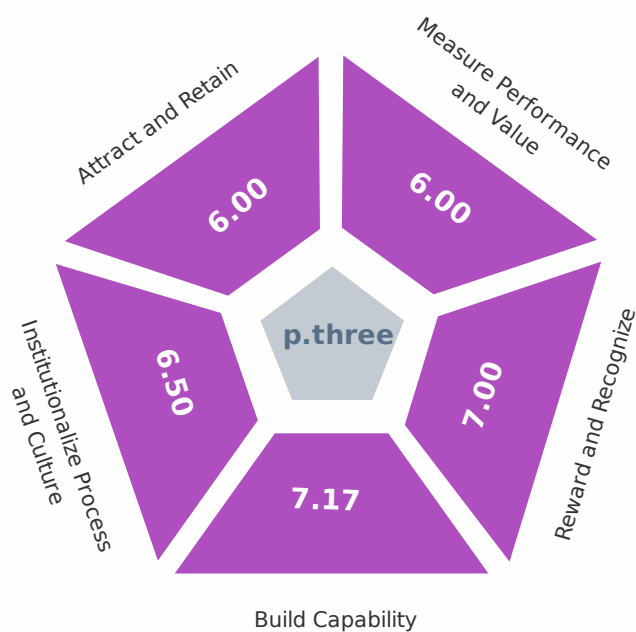 Measure Performance
and Value
Attract and Retain
6.00
6.00
p.three
Institutionalize Process
and Culture
6.50
7.00
Reward and Recognize
7.17
Build Capability